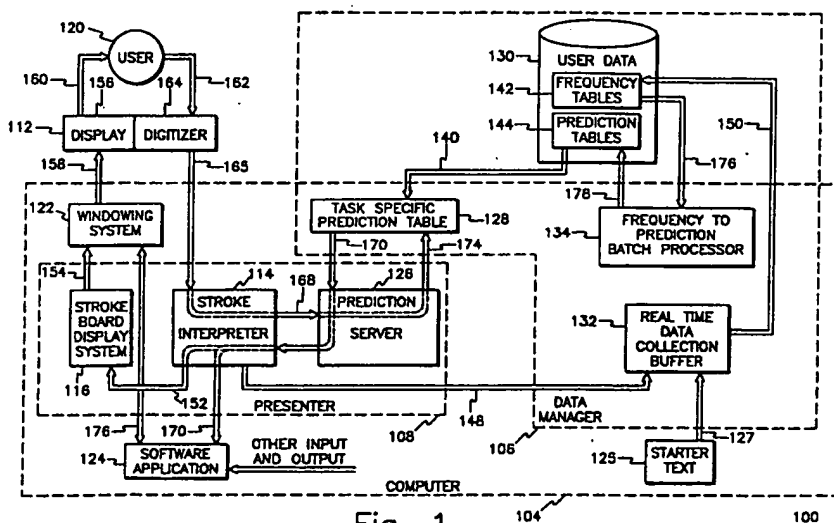 120
USER
160
156
164
162
112
DISPLAY
DIGITIZER
158
165
130
USER DATA
142
FREQUENCY
TABLES
144
PREDICTION
TABLES
150
140
176
178
122
WINDOWING
SYSTEM
TASK SPECIFIC
PREDICTION TABLE
128
134
FREQUENCY TO
PREDICTION
BATCH PROCESSOR
170
174
154
114
126
STROKE
BOARD
DISPLAY
SYSTEM
116
STROKE
INTERPRETER
168
PREDICTION
SERVER
132
REAL TIME
DATA
COLLECTION
BUFFER
152
PRESENTER
148
DATA
MANAGER
176
170
108
106
127
124
SOFTWARE
APPLICATION
OTHER INPUT
AND OUTPUT
125
STARTER
TEXT
COMPUTER
104
100
Fig. 1